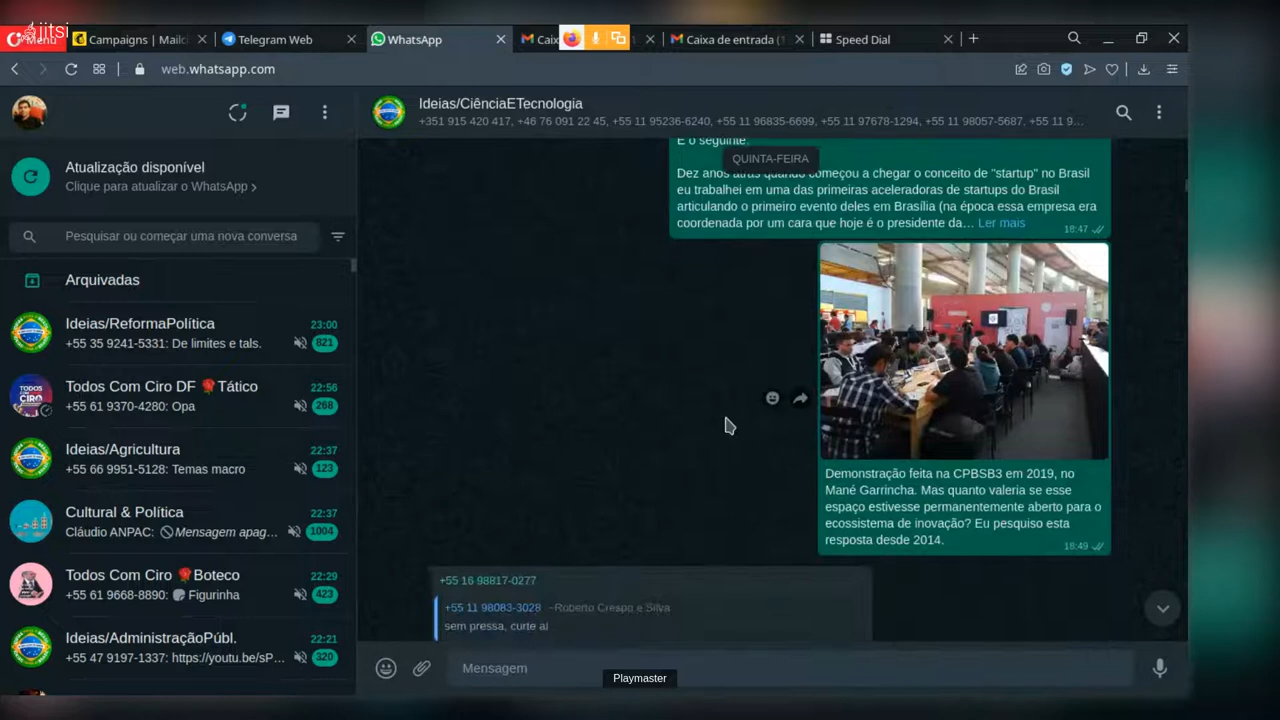 jitsi
Menu
Campaigns | Mailc
Telegram Web
WhatsApp
Caix
Caixa de entrada (1
Speed Dial
web.whatsapp.com
Ideias/CiênciaETecnologia
+351 915 420 417, +46 76 091 22 45, +55 11 95236-6240, +55 11 96835-6699, +55 11 97678-1294, +55 11 98057-5687, +55 11 9...
Atualização disponível
Clique para atualizar o WhatsApp
Pesquisar ou começar uma nova conversa
Arquivadas
Ideias/ReformaPolítica
23:00
+55 35 9241-5331: De limites e tals.
821
Todos Com Ciro DF 🌹Tático
22:56
+55 61 9370-4280: Opa
268
Ideias/Agricultura
22:37
+55 66 9951-5128: Temas macro
123
Cultural & Política
22:37
Cláudio ANPAC: Mensagem apag...
1004
Todos Com Ciro 🌹Boteco
22:29
+55 61 9668-8890: Figurinha
423
Ideias/AdministraçãoPúbl.
22:21
+55 47 9197-1337: https://youtu.be/sP...
320
E o seguinte:
QUINTA-FEIRA
Dez anos atrás quando começou a chegar o conceito de "startup" no Brasil
eu trabalhei em uma das primeiras aceleradoras de startups do Brasil
articulando o primeiro evento deles em Brasília (na época essa empresa era
coordenada por um cara que hoje é o presidente da… Ler mais
18:47
Demonstração feita na CPBSB3 em 2019, no
Mané Garrincha. Mas quanto valeria se esse
espaço estivesse permanentemente aberto para o
ecossistema de inovação? Eu pesquiso esta
resposta desde 2014.
18:49
+55 16 98817-0277
+55 11 98083-3028 ~Roberto Crespo e Silva
sem pressa, curte aí
Mensagem
Playmaster